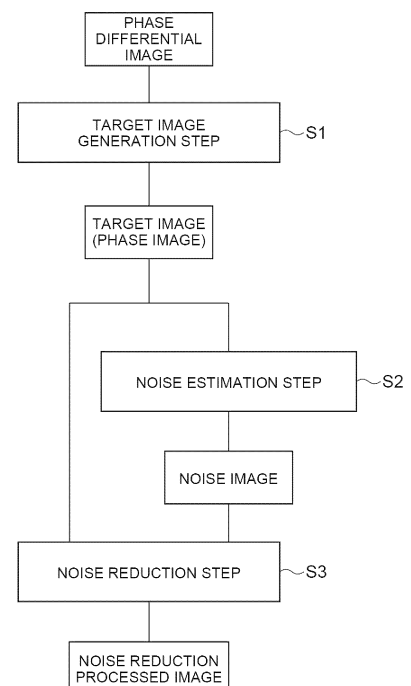 PHASE
DIFFERENTIAL
IMAGE
TARGET IMAGE
GENERATION STEP
S1
TARGET IMAGE
(PHASE IMAGE)
NOISE ESTIMATION STEP
S2
NOISE IMAGE
NOISE REDUCTION STEP
S3
NOISE REDUCTION
PROCESSED IMAGE